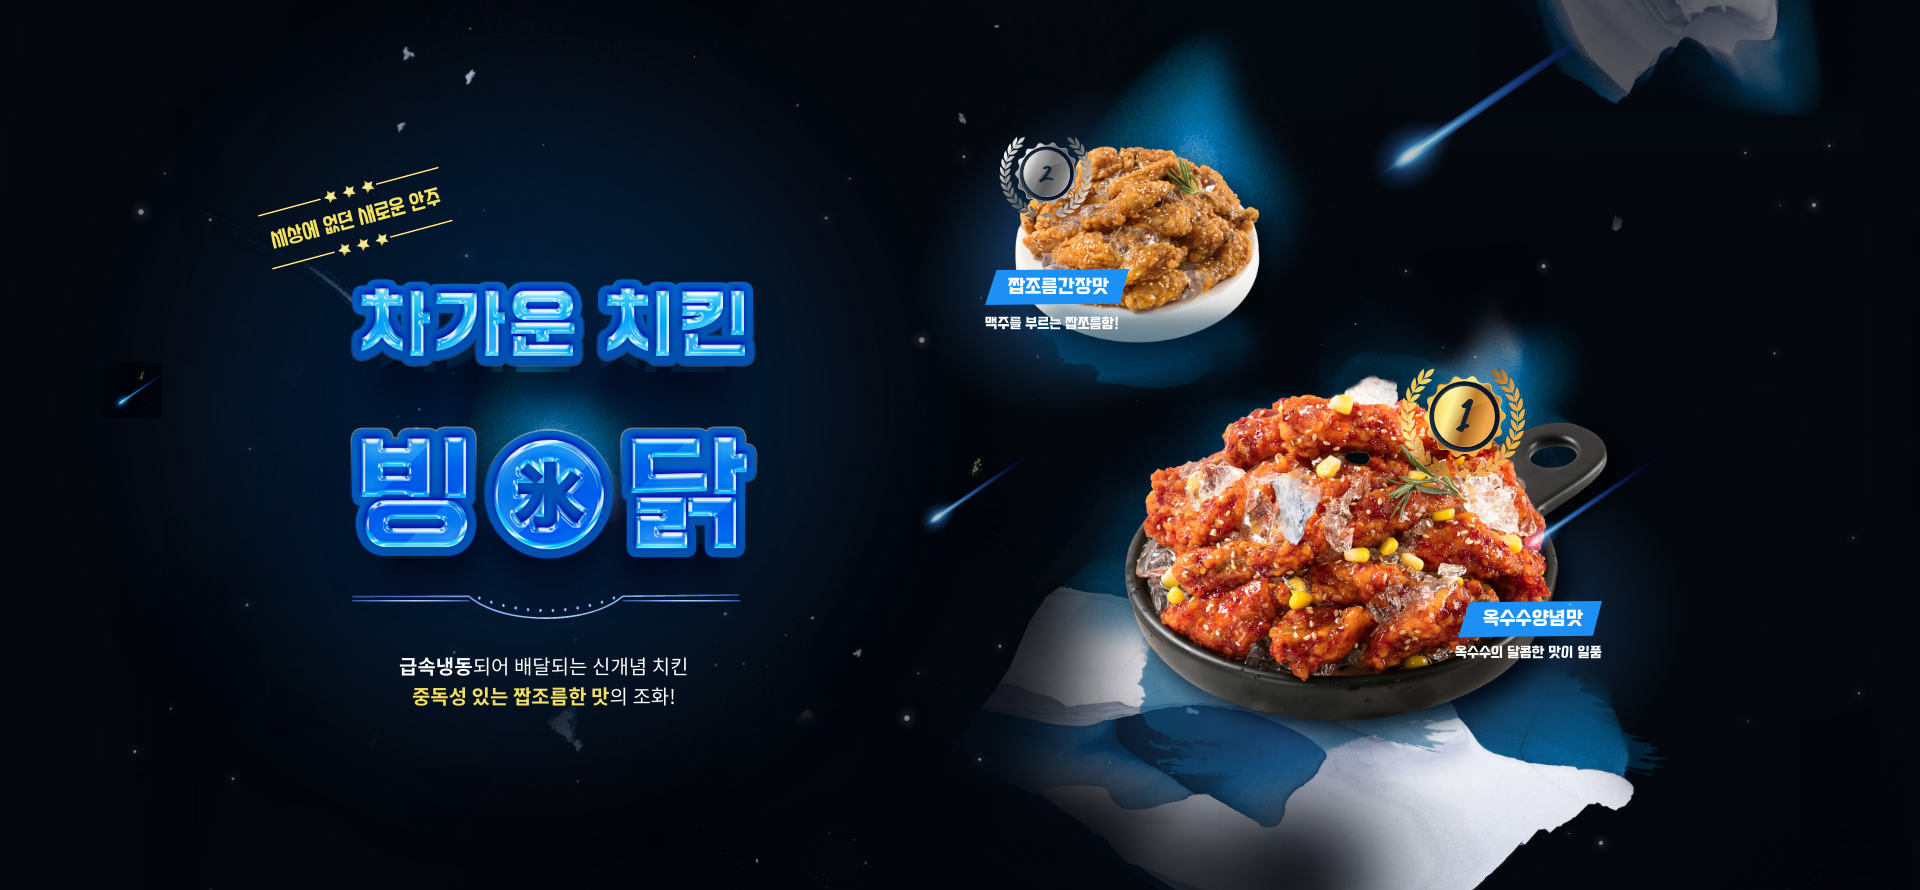 세상에 없던 새로운 안주
차가운 치킨
빙 氷 닭
급속냉동되어 배달되는 신개념 치킨
중독성 있는 짭조름한 맛의 조화!
2
짭조름간장맛
맥주를 부르는 짭쪼름함!
1
옥수수양념맛
옥수수의 달콤한 맛이 일품